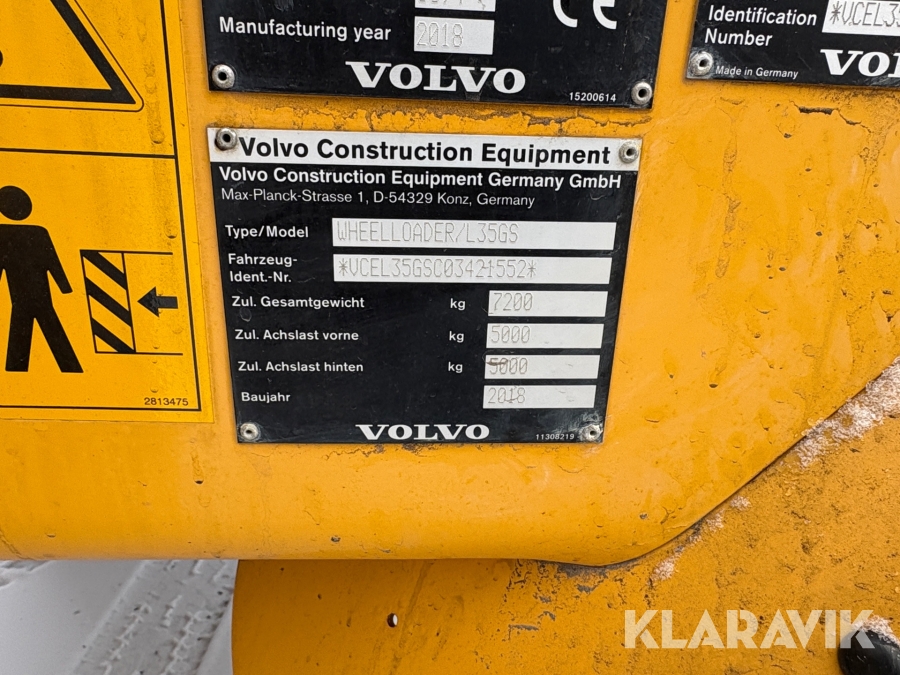 Manufacturing year 2018
VOLVO
15200614
Identification
Number
Made in Germany
Volvo Construction Equipment
Volvo Construction Equipment Germany GmbH
Max-Planck-Strasse 1, D-54329 Konz, Germany
Type/Model WHEELLOADER/L35GS
Fahrzeug-
Ident.-Nr. *VCEL35GSC03421552*
Zul. Gesamtgewicht kg 7200
Zul. Achslast vorne kg 5000
Zul. Achslast hinten kg 5000
Baujahr 2018
VOLVO
11308219
2813475
KLARAVIK